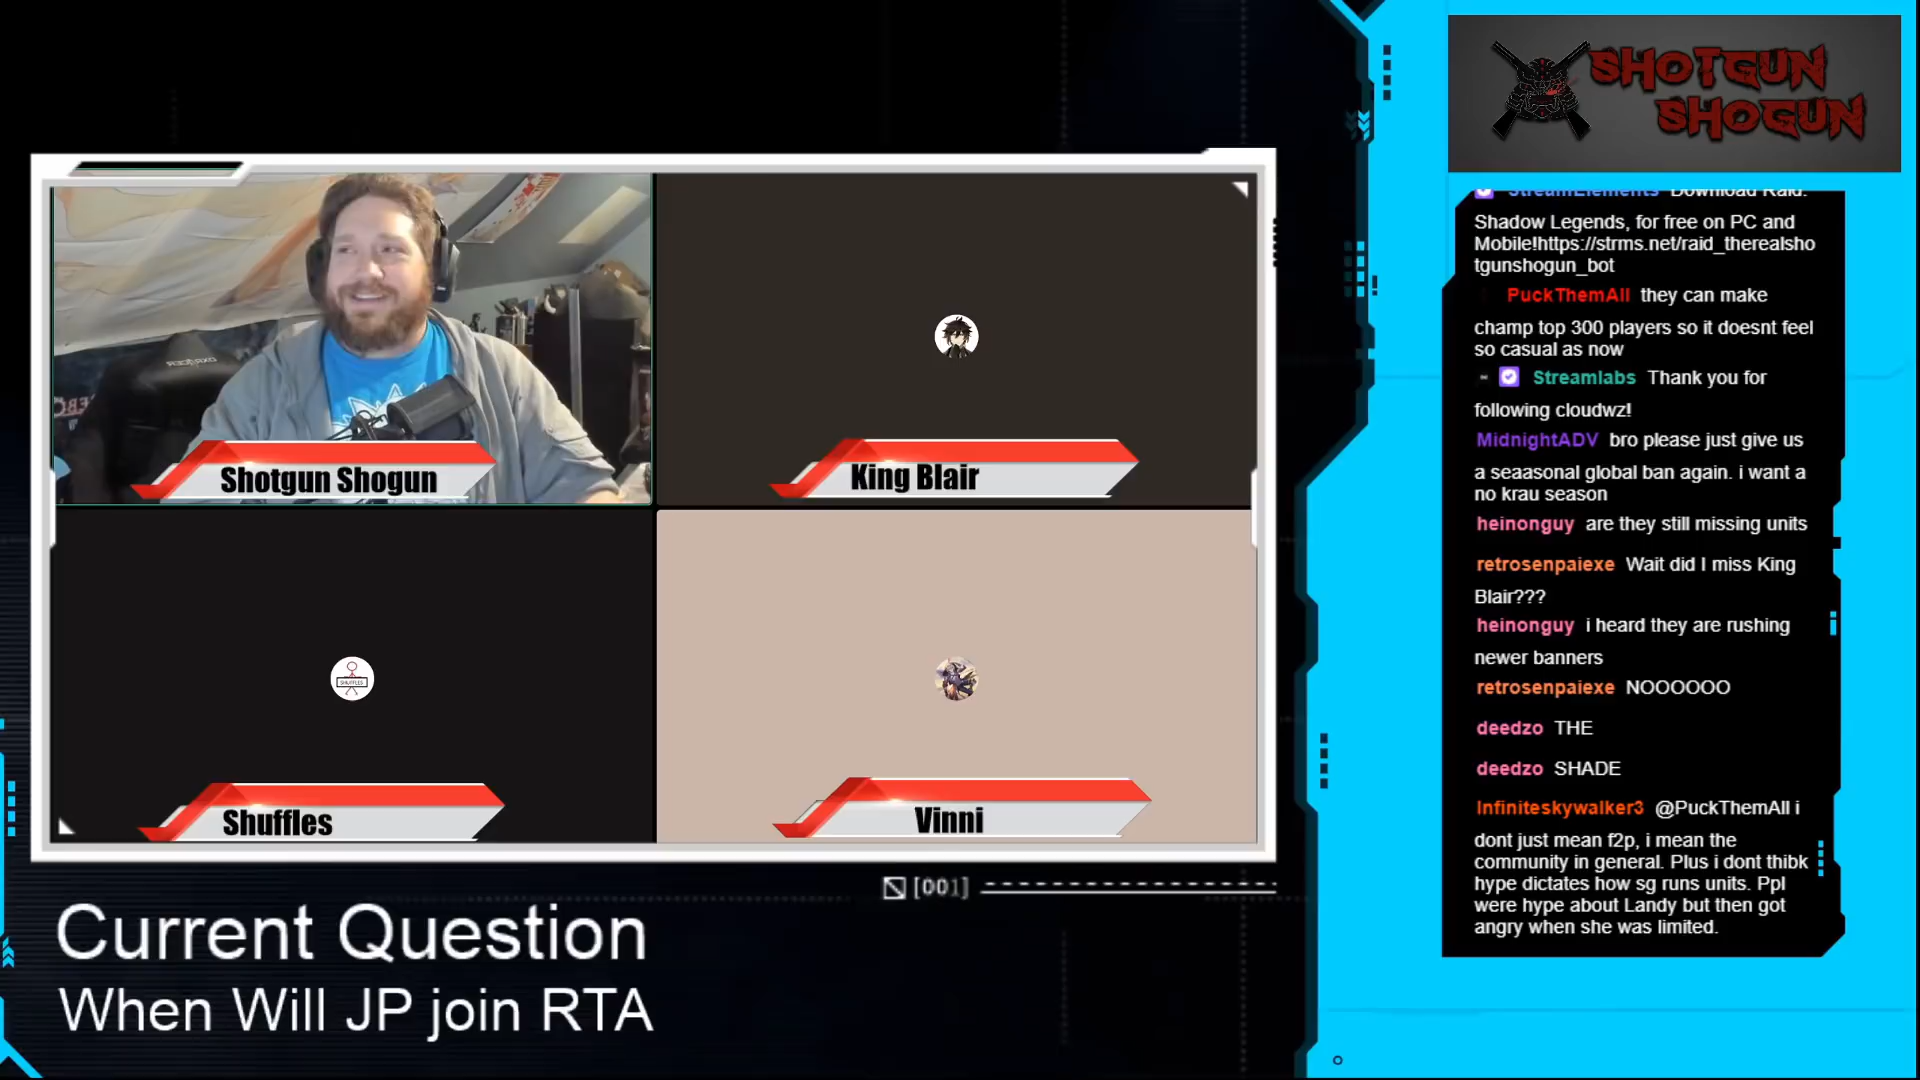 SHOTGUN
SHOGUN
StreamElements Download Raid:
Shadow Legends, for free on PC and
Mobile!https://strms.net/raid_therealsho
tgunshogun_bot
PuckThemAll they can make
champ top 300 players so it doesnt feel
so casual as now
Streamlabs Thank you for
following cloudwz!
MidnightADV bro please just give us
a seaasonal global ban again. i want a
no krau season
heinonguy are they still missing units
retrosenpaiexe Wait did I miss King
Blair???
heinonguy i heard they are rushing
newer banners
retrosenpaiexe NOOOOOO
deedzo THE
deedzo SHADE
Infiniteskywalker3 @PuckThemAll i
dont just mean f2p, i mean the
community in general. Plus i dont thibk
hype dictates how sg runs units. Ppl
were hype about Landy but then got
angry when she was limited.
Shotgun Shogun
King Blair
SHUFFLES
Shuffles
Vinni
[001]
Current Question
When Will JP join RTA